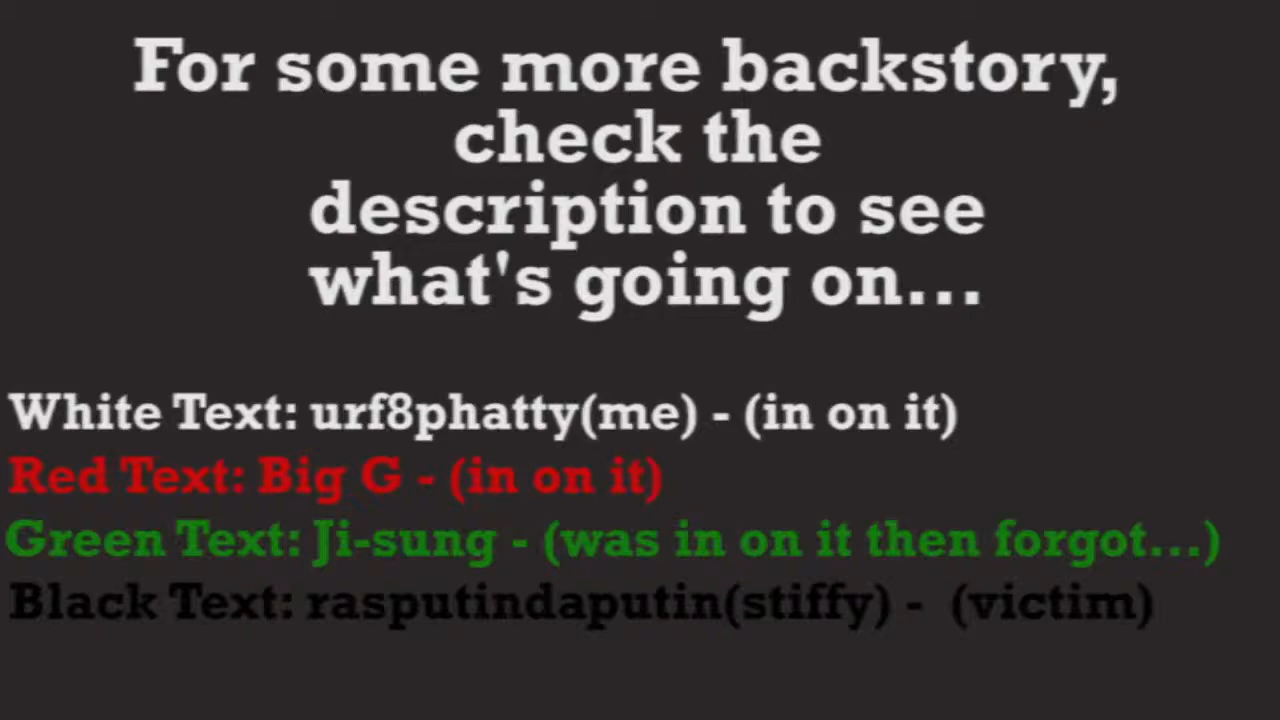 For some more backstory,
check the
description to see
what's going on...
White Text: urf8phatty(me) - (in on it)
Red Text: Big G - (in on it)
Green Text: Ji-sung - (was in on it then forgot...)
Black Text: rasputindaputin(stiffy) - (victim)